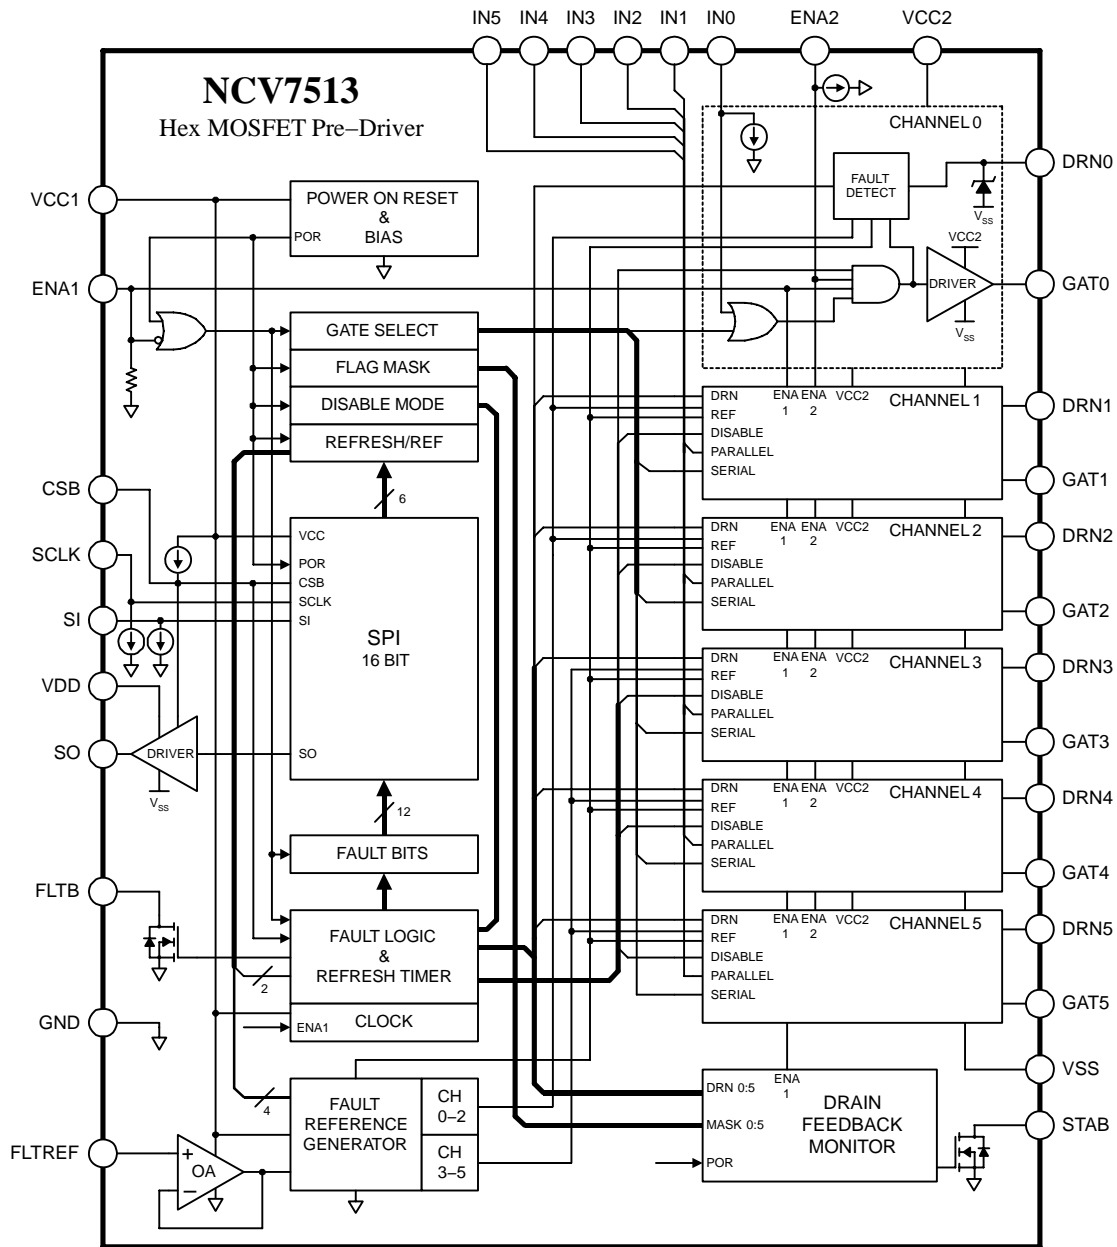 IN5 IN4 IN3 IN2 IN1 IN0 ENA2 VCC2
NCV7513
Hex MOSFET Pre−Driver
CHANNEL 0
FAULT
DETECT
DRN0
VSS
VCC1
POWER ON RESET
&
BIAS
POR
VCC2
DRIVER
VSS
GAT0
ENA1
GATE SELECT
FLAG MASK
DISABLE MODE
REFRESH/REF
6
DRN
REF
DISABLE
PARALLEL
SERIAL
ENA
1
ENA
2
VCC2
CHANNEL 1
DRN1
GAT1
CSB
SCLK
SI
VDD
SO
VCC
POR
CSB
SCLK
SI
SPI
16 BIT
SO
DRIVER
VSS
12
DRN
REF
DISABLE
PARALLEL
SERIAL
ENA
1
ENA
2
VCC2
CHANNEL 2
DRN2
GAT2
DRN
REF
DISABLE
PARALLEL
SERIAL
ENA
1
ENA
2
VCC2
CHANNEL 3
DRN3
GAT3
DRN
REF
DISABLE
PARALLEL
SERIAL
ENA
1
ENA
2
VCC2
CHANNEL 4
DRN4
GAT4
FAULT BITS
FLTB
FAULT LOGIC
&
REFRESH TIMER
2
GND
ENA1
CLOCK
DRN
REF
DISABLE
PARALLEL
SERIAL
ENA
1
ENA
2
VCC2
CHANNEL 5
DRN5
GAT5
VSS
4
FAULT
REFERENCE
GENERATOR
CH
0−2
CH
3−5
FLTREF
+
OA
−
DRN 0:5
MASK 0:5
POR
ENA
1
DRAIN
FEEDBACK
MONITOR
STAB